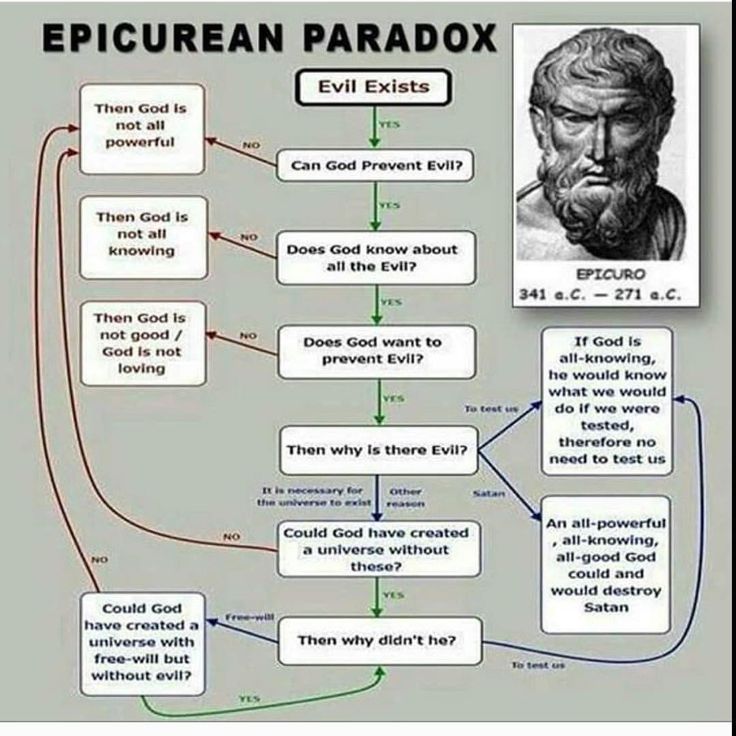 EPICUREAN PARADOX
Evil Exists
YES
Then God is
not all
powerful
NO
Can God Prevent Evil?
YES
Then God is
not all
knowing
NO
Does God know about
all the Evil?
YES
EPICURO
341 a.C. — 271 a.C.
Then God is
not good /
God is not
loving
NO
Does God want to
prevent Evil?
YES
If God is
all-knowing,
he would know
what we would
do if we were
tested,
therefore no
need to test us
To test us
Then why is there Evil?
It is necessary for
the universe to exist
Other
reason
Satan
An all-powerful
, all-knowing,
all-good God
could and
would destroy
Satan
NO
Could God have created
a universe without
these?
YES
NO
Could God
have created a
universe with
free-will but
without evil?
Free-will
Then why didn't he?
To test us
YES